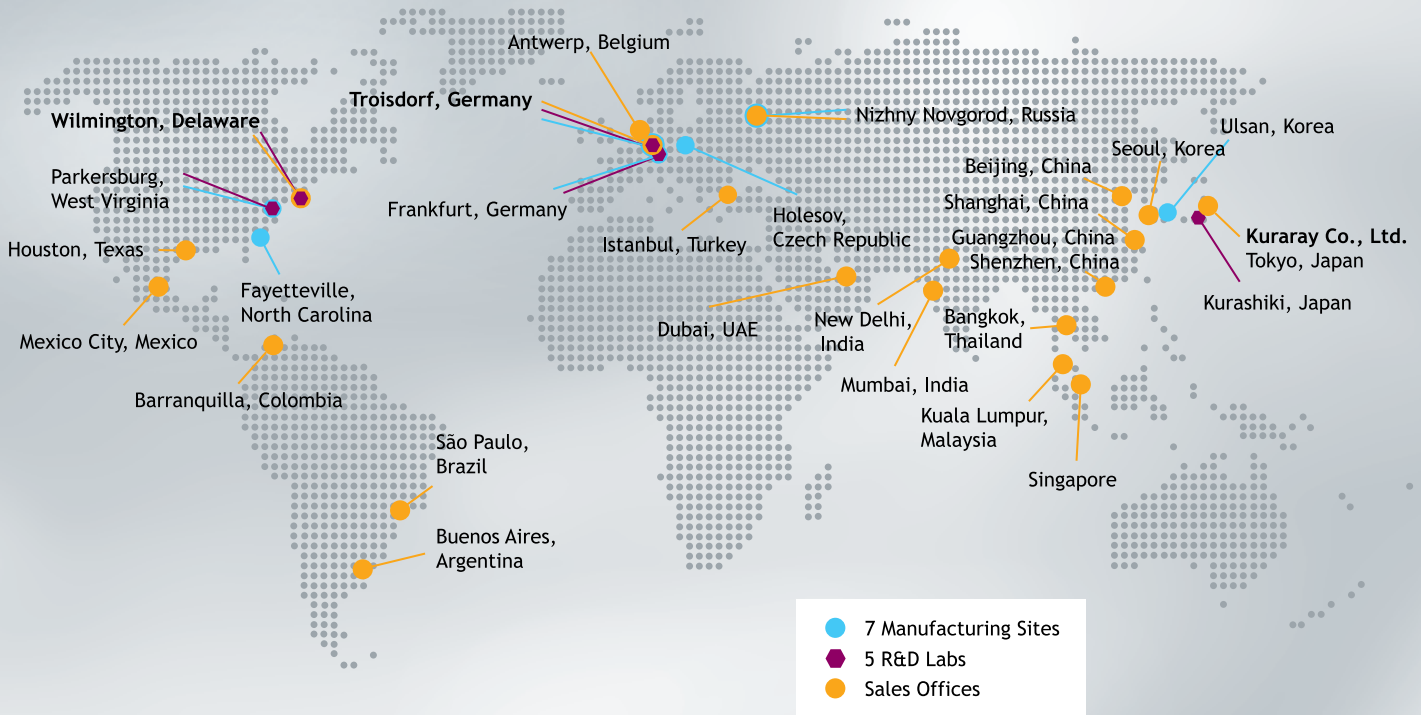 Antwerp, Belgium
Troisdorf, Germany
Wilmington, Delaware
Nizhny Novgorod, Russia
Ulsan, Korea
Seoul, Korea
Beijing, China
Parkersburg,
West Virginia
Shanghai, China
Frankfurt, Germany
Holesov,
Czech Republic
Istanbul, Turkey
Guangzhou, China
Shenzhen, China
Kuraray Co., Ltd.
Tokyo, Japan
Houston, Texas
Fayetteville,
North Carolina
Kurashiki, Japan
Mexico City, Mexico
Dubai, UAE
New Delhi,
India
Bangkok,
Thailand
Mumbai, India
Barranquilla, Colombia
Kuala Lumpur,
Malaysia
São Paulo,
Brazil
Singapore
Buenos Aires,
Argentina
7 Manufacturing Sites
5 R&D Labs
Sales Offices